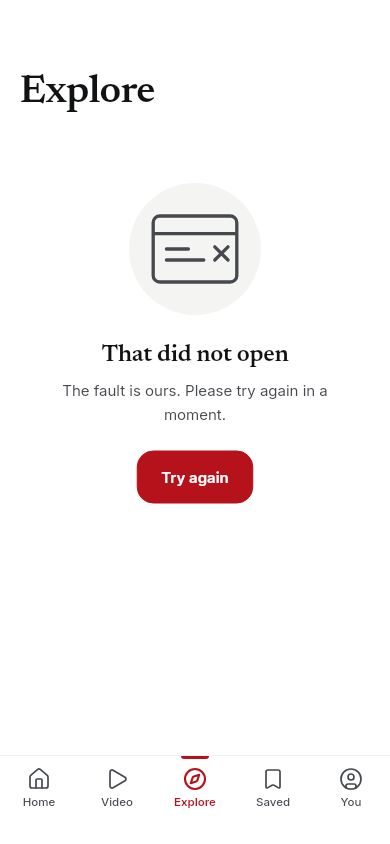 Explore
That did not open
The fault is ours. Please try again in a
moment.
Try again
Home
Video
Explore
Saved
You